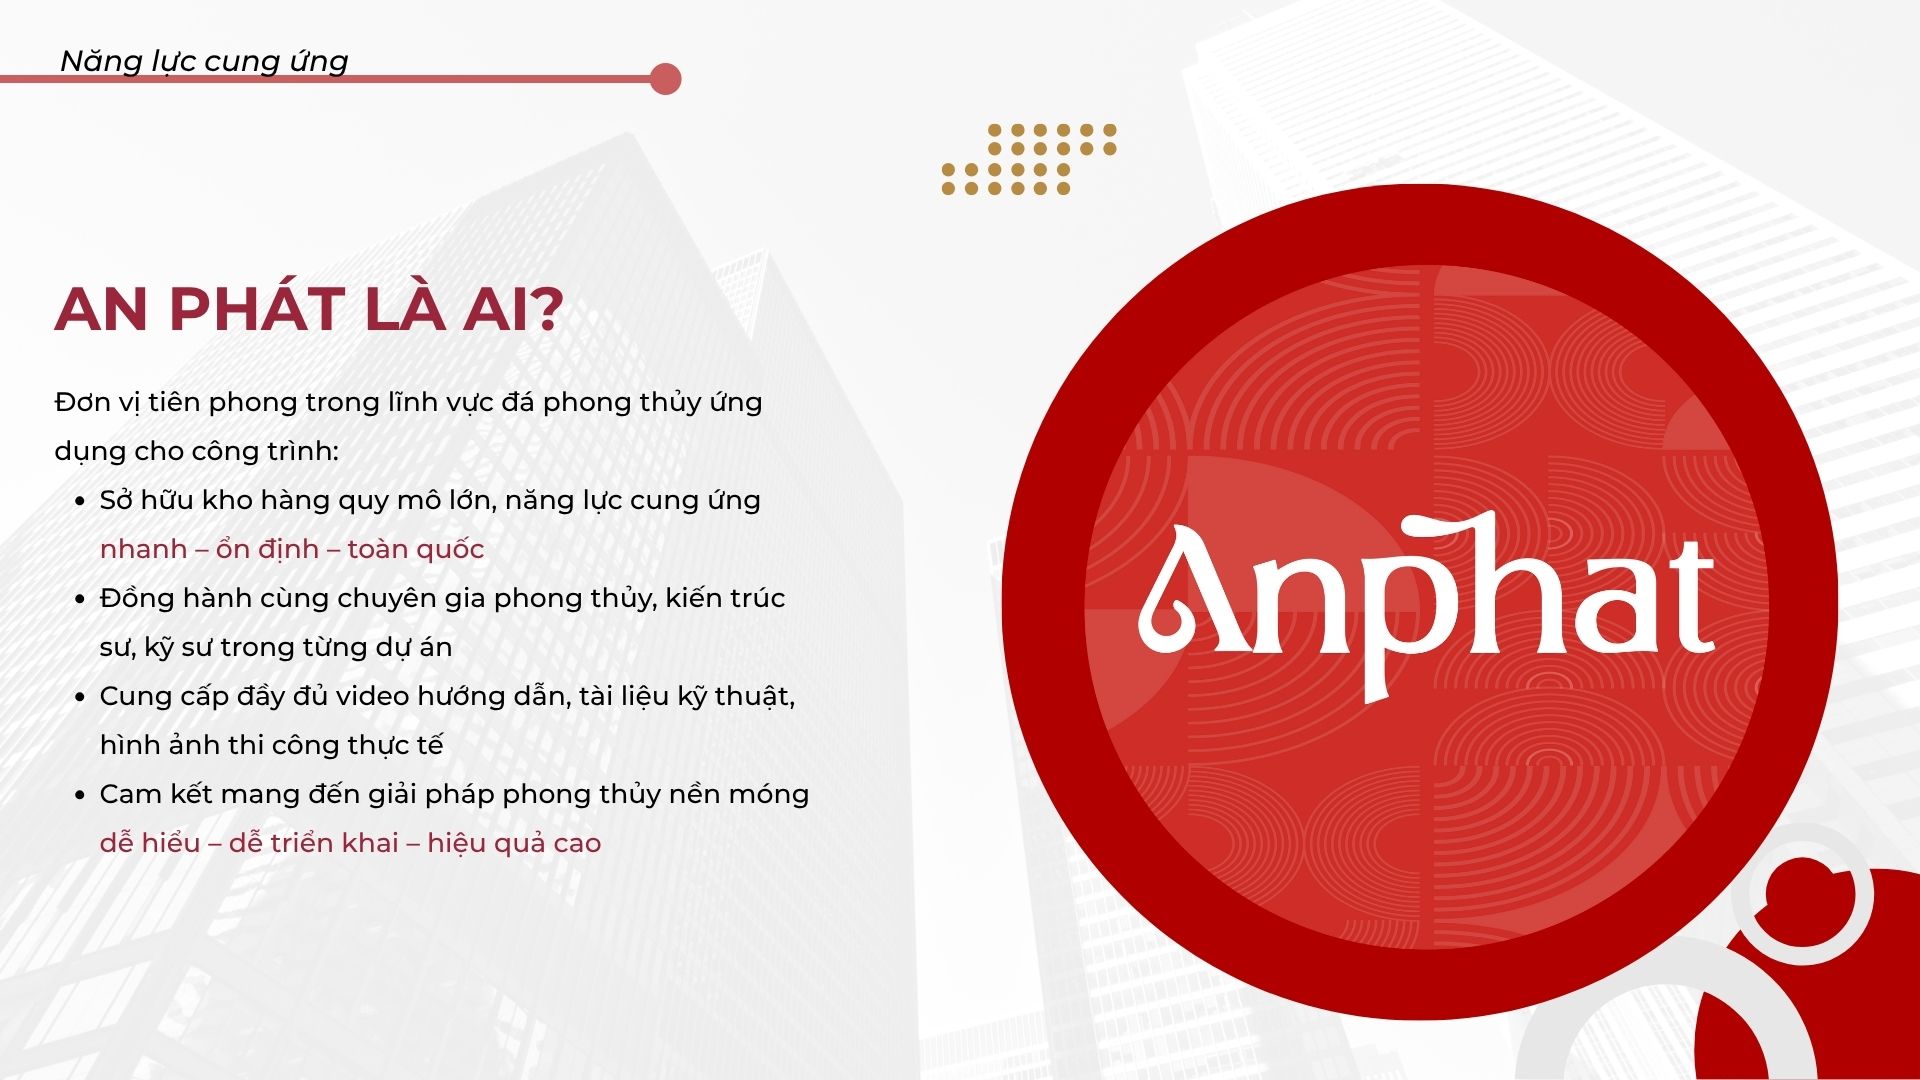 Năng lực cung ứng
AN PHÁT LÀ AI?
Đơn vị tiên phong trong lĩnh vực đá phong thủy ứng
dụng cho công trình:
• Sở hữu kho hàng quy mô lớn, năng lực cung ứng
nhanh – ổn định – toàn quốc
• Đồng hành cùng chuyên gia phong thủy, kiến trúc
sư, kỹ sư trong từng dự án
• Cung cấp đầy đủ video hướng dẫn, tài liệu kỹ thuật,
hình ảnh thi công thực tế
• Cam kết mang đến giải pháp phong thủy nền móng
dễ hiểu – dễ triển khai – hiệu quả cao
Anphat